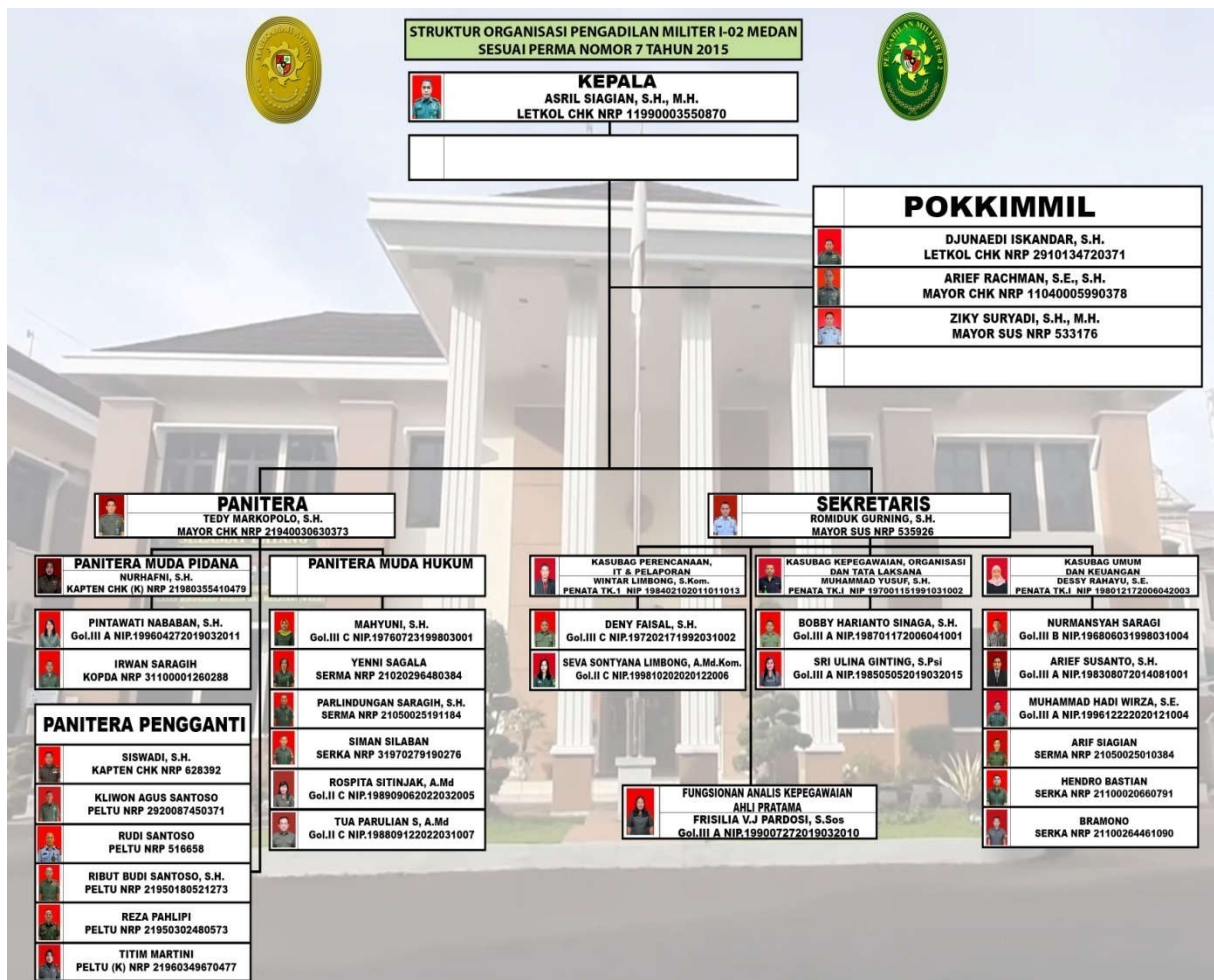 STRUKTUR ORGANISASI PENGADILAN MILITER I-02 MEDAN
SESUAI PERMA NOMOR 7 TAHUN 2015
MAHKAMAH AGUNG
PENGADILAN MILITER I-02
KEPALA
ASRIL SIAGIAN, S.H., M.H.
LETKOL CHK NRP 11990003550870
POKKIMMIL
DJUNAEDI ISKANDAR, S.H.
LETKOL CHK NRP 2910134720371
ARIEF RACHMAN, S.E., S.H.
MAYOR CHK NRP 11040005990378
ZIKY SURYADI, S.H., M.H.
MAYOR SUS NRP 533176
PANITERA
TEDY MARKOPOLO, S.H.
MAYOR CHK NRP 21940030630373
SEKRETARIS
ROMIDUK GURNING, S.H.
MAYOR SUS NRP 535926
PANITERA MUDA PIDANA
NURHAFNI, S.H.
KAPTEN CHK (K) NRP 21980355410479
PINTAWATI NABABAN, S.H.
Gol.III A NIP.199604272019032011
IRWAN SARAGIH
KOPDA NRP 31100001260288
PANITERA PENGGANTI
SISWADI, S.H.
KAPTEN CHK NRP 628392
KLIWON AGUS SANTOSO
PELTU NRP 2920087450371
RUDI SANTOSO
PELTU NRP 516658
RIBUT BUDI SANTOSO, S.H.
PELTU NRP 21950180521273
REZA PAHLIPI
PELTU NRP 21950302480573
TITIM MARTINI
PELTU (K) NRP 21960349670477
PANITERA MUDA HUKUM
MAHYUNI, S.H.
Gol.III C NIP.19760723199803001
YENNI SAGALA
SERMA NRP 21020296480384
PARLINDUNGAN SARAGIH, S.H.
SERMA NRP 21050025191184
SIMAN SILABAN
SERKA NRP 31970279190276
ROSPITA SITINJAK, A.Md
Gol.II C NIP.198909062022032005
TUA PARULIAN S, A.Md
Gol.II C NIP.198809122022031007
KASUBAG PERENCANAAN,
IT & PELAPORAN
WINTAR LIMBONG, S.Kom.
PENATA TK.1 NIP 198402102011011013
DENY FAISAL, S.H.
Gol.III C NIP.197202171992031002
SEVA SONTYANA LIMBONG, A.Md.Kom.
Gol.II C NIP.199810202020122006
KASUBAG KEPEGAWAIAN, ORGANISASI
DAN TATA LAKSANA
MUHAMMAD YUSUF, S.H.
PENATA TK.I NIP 197001151991031002
BOBBY HARIANTO SINAGA, S.H.
Gol.III A NIP.198701172006041001
SRI ULINA GINTING, S.Psi
Gol.III A NIP.198505052019032015
KASUBAG UMUM
DAN KEUANGAN
DESSY RAHAYU, S.E.
PENATA TK.I NIP 198012172006042003
NURMANSYAH SARAGI
Gol.III B NIP.196806031998031004
ARIEF SUSANTO, S.H.
Gol.III A NIP.198308072014081001
MUHAMMAD HADI WIRZA, S.E.
Gol.III A NIP.199612222020121004
ARIF SIAGIAN
SERMA NRP 21050025010384
HENDRO BASTIAN
SERKA NRP 21100020660791
BRAMONO
SERKA NRP 21100264461090
FUNGSIONAN ANALIS KEPEGAWAIAN
AHLI PRATAMA
FRISILIA V.J PARDOSI, S.Sos
Gol.III A NIP.199007272019032010